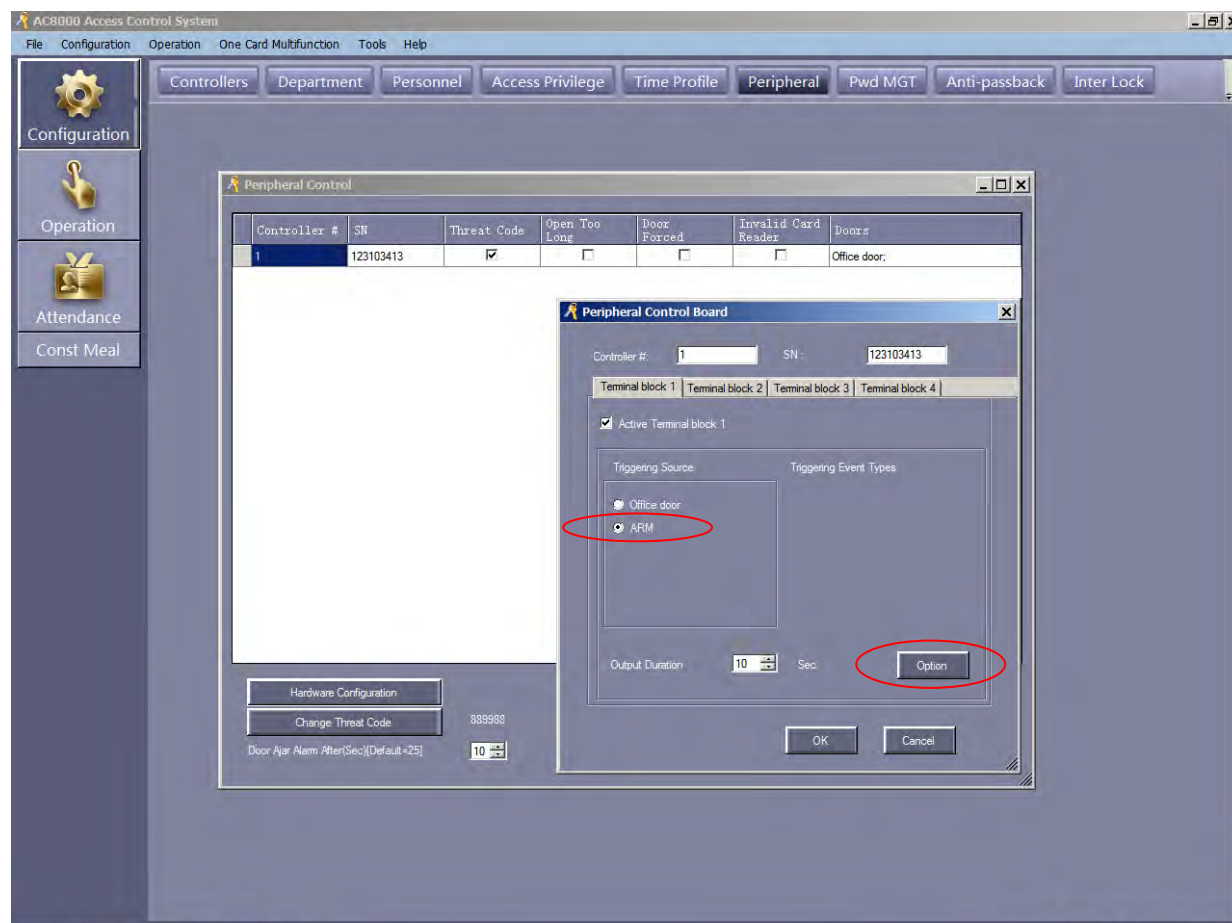 AC8000 Access Control System
File Configuration Operation One Card Multifunction Tools Help
Controllers Department Personnel Access Privilege Time Profile Peripheral Pwd MGT Anti-passback Inter Lock
Configuration
Operation
Attendance
Const Meal
Peripheral Control
Controller # SN Threat Code Open Too Long Door Forced Invalid Card Reader Doors
1 123103413 Office door;
Peripheral Control Board
Controller #: 1 SN : 123103413
Terminal block 1 Terminal block 2 Terminal block 3 Terminal block 4
Active Terminal block 1
Triggering Source Triggering Event Types
Office door
ARM
Output Duration 10 Sec Option
OK Cancel
Hardware Configuration
Change Threat Code 889988
Door Ajar Alarm After(Sec)[Default=25] 10